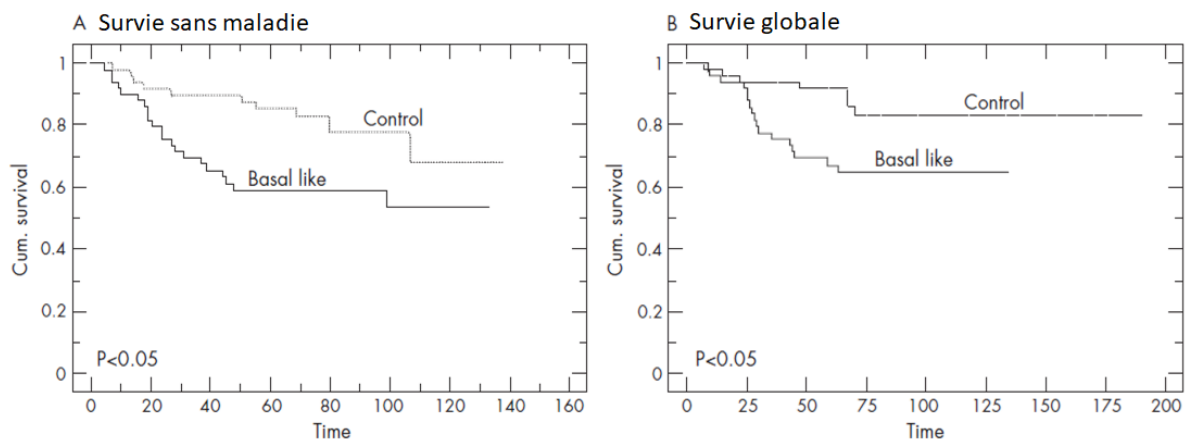 A Survie sans maladie
Cum. survival
1
0.8
0.6
0.4
0.2
0
Control
Basal like
P<0.05
0 20 40 60 80 100 120 140 160
Time
B Survie globale
Cum. survival
1
0.8
0.6
0.4
0.2
0
Control
Basal like
P<0.05
0 25 50 75 100 125 150 175 200
Time